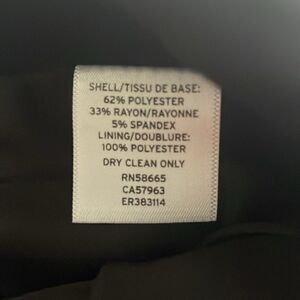 SHELL/TISSU DE BASE:
62% POLYESTER
33% RAYON/RAYONNE
5% SPANDEX
LINING/DOUBLURE:
100% POLYESTER
DRY CLEAN ONLY
RN58665
CA57963
ER383114